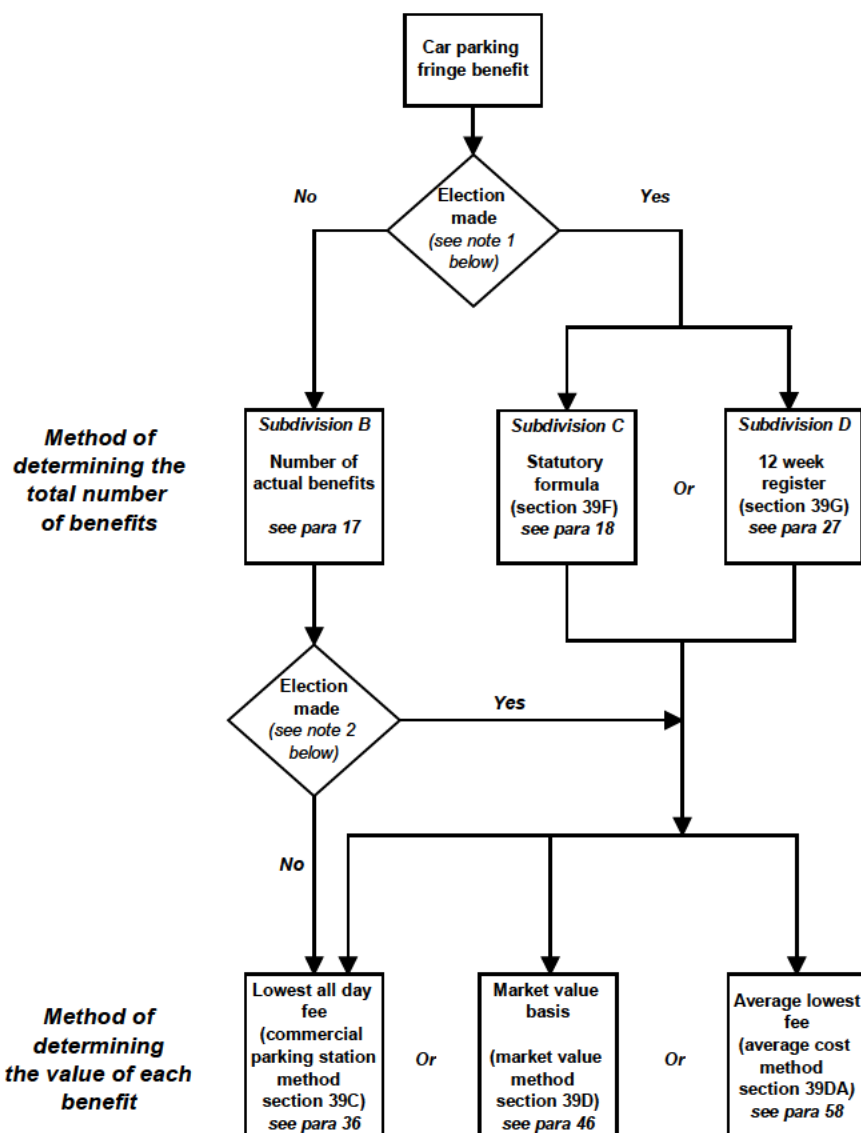 Car parking
fringe benefit
No
Yes
Election
made
(see note 1
below)
Method of
determining the
total number
of benefits
Subdivision B
Number of
actual benefits
see para 17
Subdivision C
Statutory
formula
(section 39F)
see para 18
Or
Subdivision D
12 week
register
(section 39G)
see para 27
Election
made
(see note 2
below)
Yes
No
Method of
determining
the value of each
benefit
Lowest all day
fee
(commercial
parking station
method
section 39C)
see para 36
Or
Market value
basis
(market value
method
section 39D)
see para 46
Or
Average lowest
fee
(average cost
method
section 39DA)
see para 58